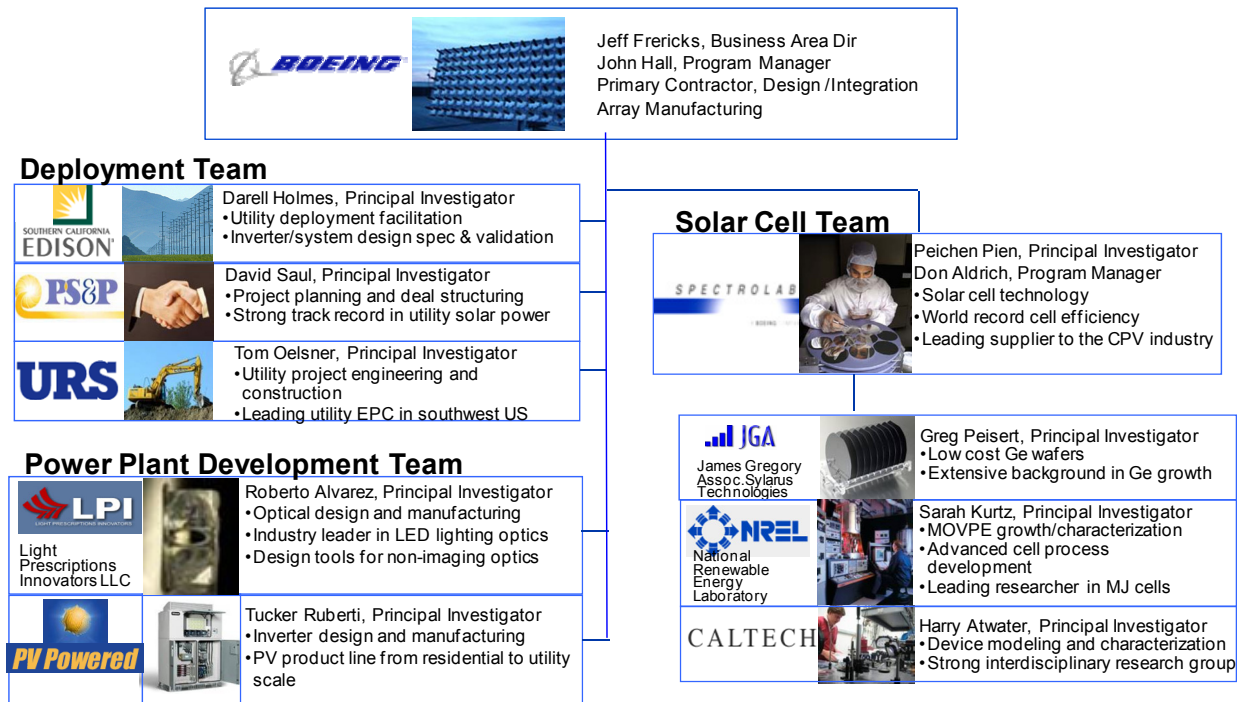 BOEING
Jeff Frericks, Business Area Dir
John Hall, Program Manager
Primary Contractor, Design /Integration
Array Manufacturing
Deployment Team
SOUTHERN CALIFORNIA
EDISON
Darell Holmes, Principal Investigator
•Utility deployment facilitation
•Inverter/system design spec & validation
PS&P
David Saul, Principal Investigator
•Project planning and deal structuring
•Strong track record in utility solar power
URS
Tom Oelsner, Principal Investigator
•Utility project engineering and
construction
•Leading utility EPC in southwest US
Power Plant Development Team
LPI
LIGHT PRESCRIPTIONS INNOVATORS
Light
Prescriptions
Innovators LLC
Roberto Alvarez, Principal Investigator
•Optical design and manufacturing
•Industry leader in LED lighting optics
•Design tools for non-imaging optics
PV Powered
Tucker Ruberti, Principal Investigator
•Inverter design and manufacturing
•PV product line from residential to utility
scale
Solar Cell Team
SPECTROLAB
Peichen Pien, Principal Investigator
Don Aldrich, Program Manager
•Solar cell technology
•World record cell efficiency
•Leading supplier to the CPV industry
JGA
James Gregory
Assoc.Sylarus
Technologies
Greg Peisert, Principal Investigator
•Low cost Ge wafers
•Extensive background in Ge growth
NREL
National
Renewable
Energy
Laboratory
Sarah Kurtz, Principal Investigator
•MOVPE growth/characterization
•Advanced cell process
development
•Leading researcher in MJ cells
CALTECH
Harry Atwater, Principal Investigator
•Device modeling and characterization
•Strong interdisciplinary research group